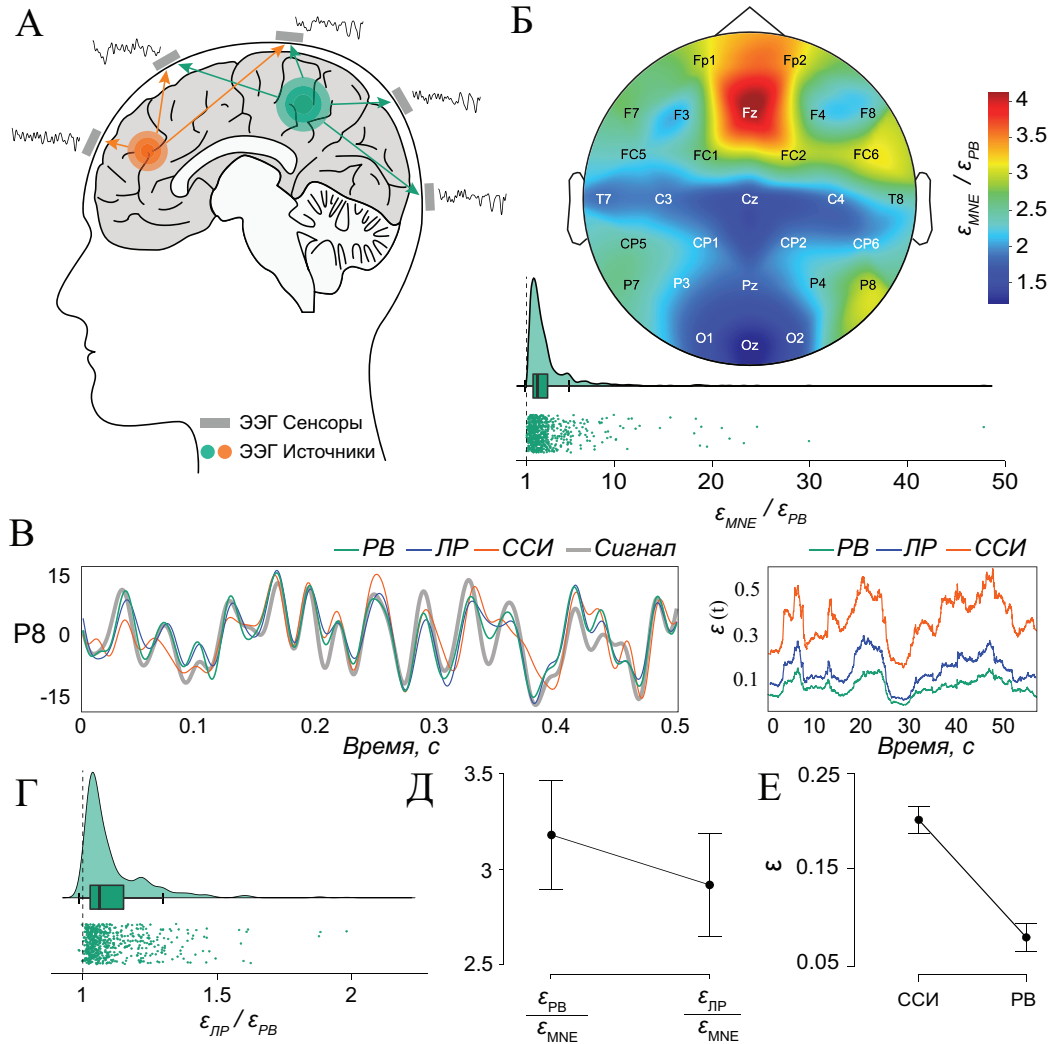 А
ЭЭГ Сенсоры
ЭЭГ Источники
Б
Fp1 Fp2
F7 F3 Fz F4 F8
FC5 FC1 FC2 FC6
T7 C3 Cz C4 T8
CP5 CP1 CP2 CP6
P7 P3 Pz P4 P8
O1 Oz O2
4
3.5
3
2.5
2
1.5
ε_MNE / ε_PB
1 10 20 30 40 50
ε_MNE / ε_PB
В
РВ ЛР ССИ Сигнал
P8
15
0
-15
0 0.1 0.2 0.3 0.4 0.5
Время, с
РВ ЛР ССИ
ε(t)
0.5
0.3
0.1
0 10 20 30 40 50
Время, с
Г
1 1.5 2
ε_ЛР / ε_РВ
Д
3.5
3
2.5
ε_РВ / ε_MNE
ε_ЛР / ε_MNE
Е
ε
0.25
0.15
0.05
ССИ РВ